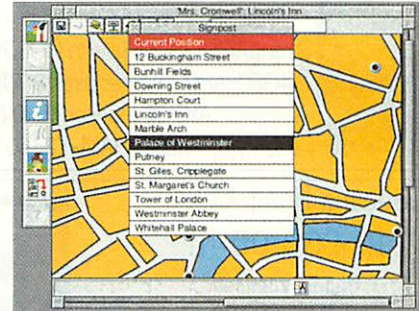 'Mrs. Cromwell': Lincoln's Inn
Signpost
Current Position
12 Buckingham Street
Bunhill Fields
Downing Street
Hampton Court
Lincoln's Inn
Marble Arch
Palace of Westminster
Putney
St. Giles, Cripplegate
St. Margaret's Church
Tower of London
Westminster Abbey
Whitehall Palace